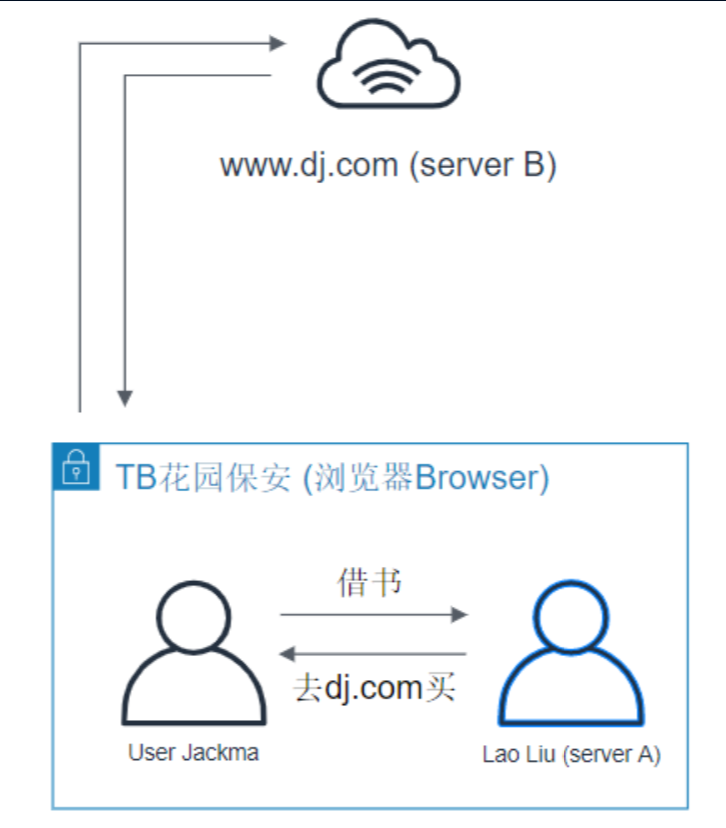 www.dj.com (server B)
TB花园保安 (浏览器Browser)
借书
去dj.com买
User Jackma
Lao Liu (server A)